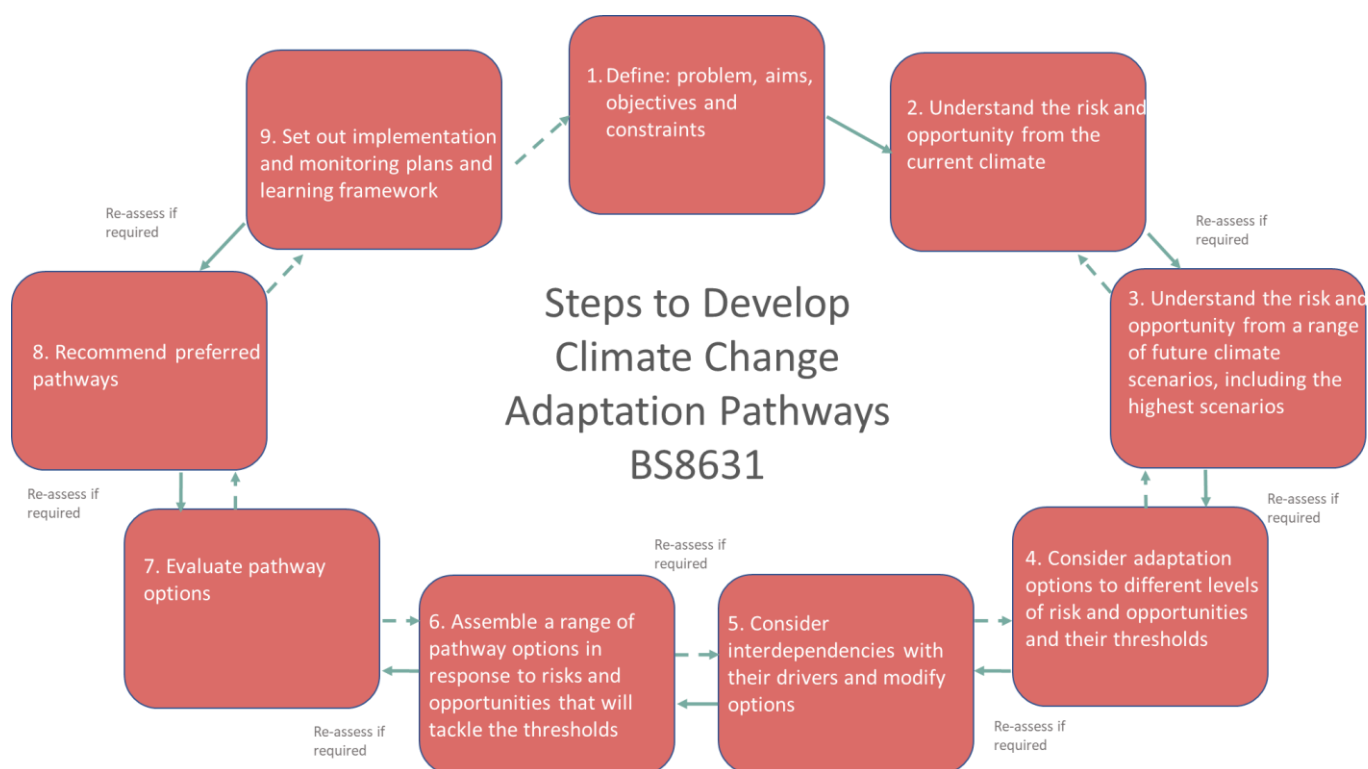 1. Define: problem, aims,
objectives and
constraints
2. Understand the risk and
opportunity from the
current climate
Re-assess if
required
3. Understand the risk and
opportunity from a range
of future climate
scenarios, including the
highest scenarios
Re-assess if
required
4. Consider adaptation
options to different levels
of risk and opportunities
and their thresholds
Re-assess if
required
5. Consider
interdependencies with
their drivers and modify
options
Re-assess if
required
6. Assemble a range of
pathway options in
response to risks and
opportunities that will
tackle the thresholds
Re-assess if
required
7. Evaluate pathway
options
Re-assess if
required
8. Recommend preferred
pathways
Re-assess if
required
9. Set out implementation
and monitoring plans and
learning framework
Steps to Develop
Climate Change
Adaptation Pathways
BS8631